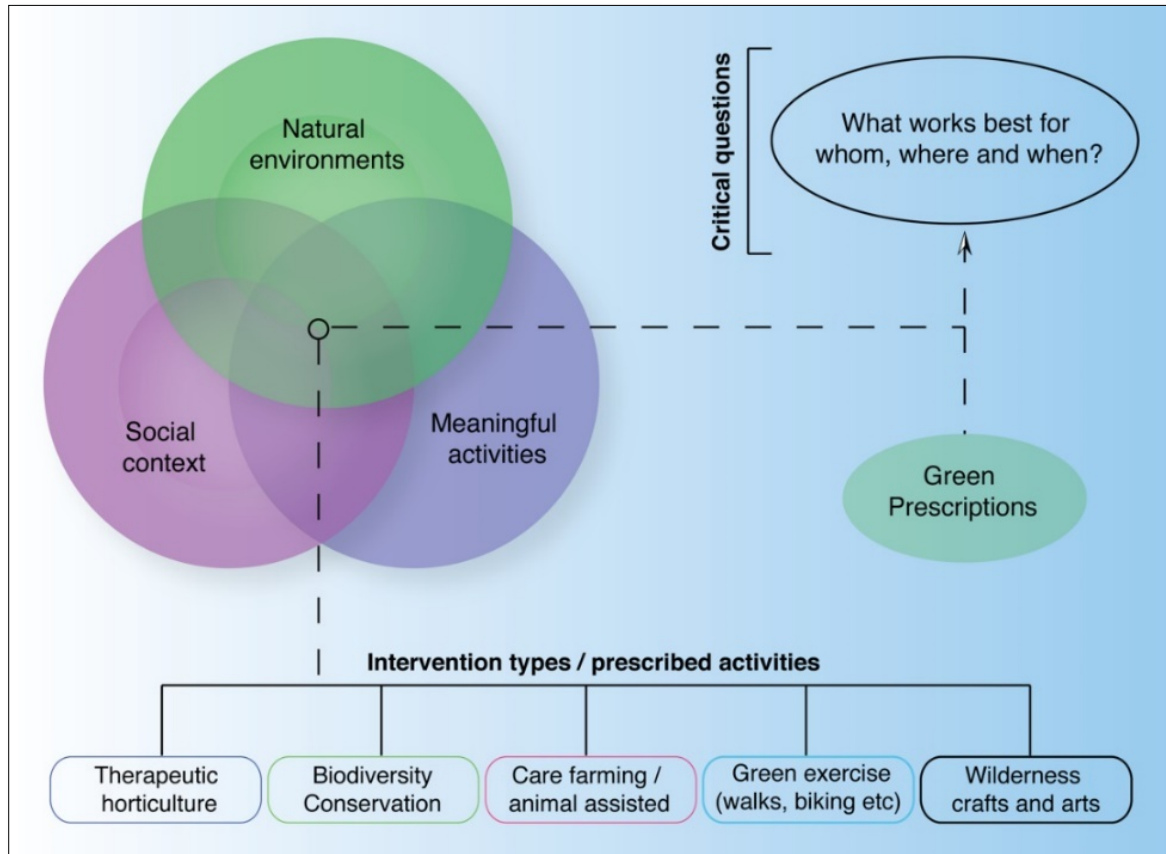 Natural
environments
Social
context
Meaningful
activities
Critical questions
What works best for
whom, where and when?
Green
Prescriptions
Intervention types / prescribed activities
Therapeutic
horticulture
Biodiversity
Conservation
Care farming /
animal assisted
Green exercise
(walks, biking etc)
Wilderness
crafts and arts